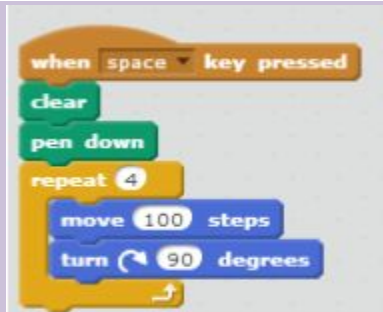 when space key pressed
clear
pen down
repeat 4
move 100 steps
turn 90 degrees